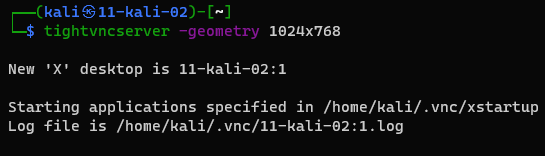 ┌──(kali㉿11-kali-02)-[~]
└─$ tightvncserver -geometry 1024x768
New 'X' desktop is 11-kali-02:1
Starting applications specified in /home/kali/.vnc/xstartup
Log file is /home/kali/.vnc/11-kali-02:1.log